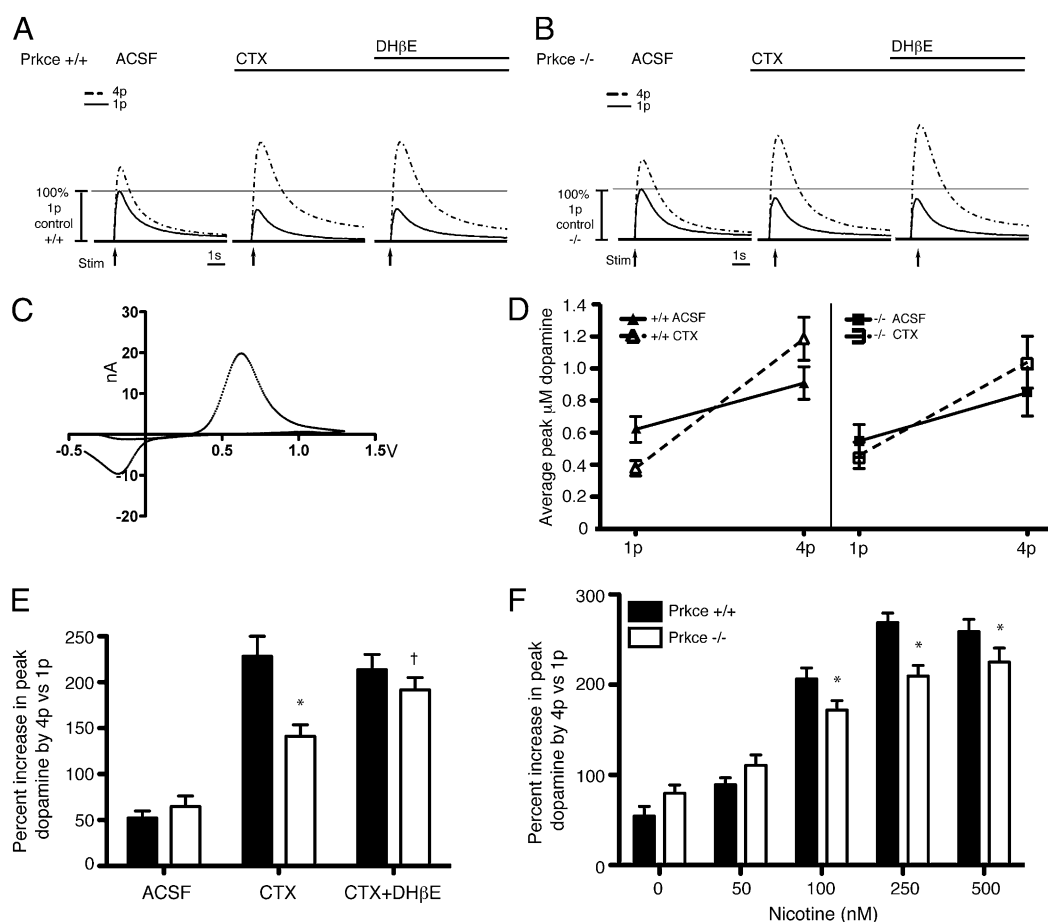 A
Prkce +/+
ACSF
CTX
DHβE
4p
1p
100%
1p
control
+/+
Stim
1s
B
Prkce -/-
ACSF
CTX
DHβE
4p
1p
100%
1p
control
-/-
Stim
1s
C
30
20
10
nA
-0.5
0.5
1.0
1.5V
-10
-20
D
Average peak μM dopamine
1.4
1.2
1.0
0.8
0.6
0.4
0.2
0
+/+ ACSF
+/+ CTX
-/- ACSF
-/- CTX
1p
4p
1p
4p
E
Percent increase in peak
dopamine by 4p vs 1p
250
200
150
100
50
0
*
†
ACSF
CTX
CTX+DHβE
F
Percent increase in peak
dopamine by 4p vs 1p
300
200
100
0
Prkce +/+
Prkce -/-
*
*
*
0
50
100
250
500
Nicotine (nM)